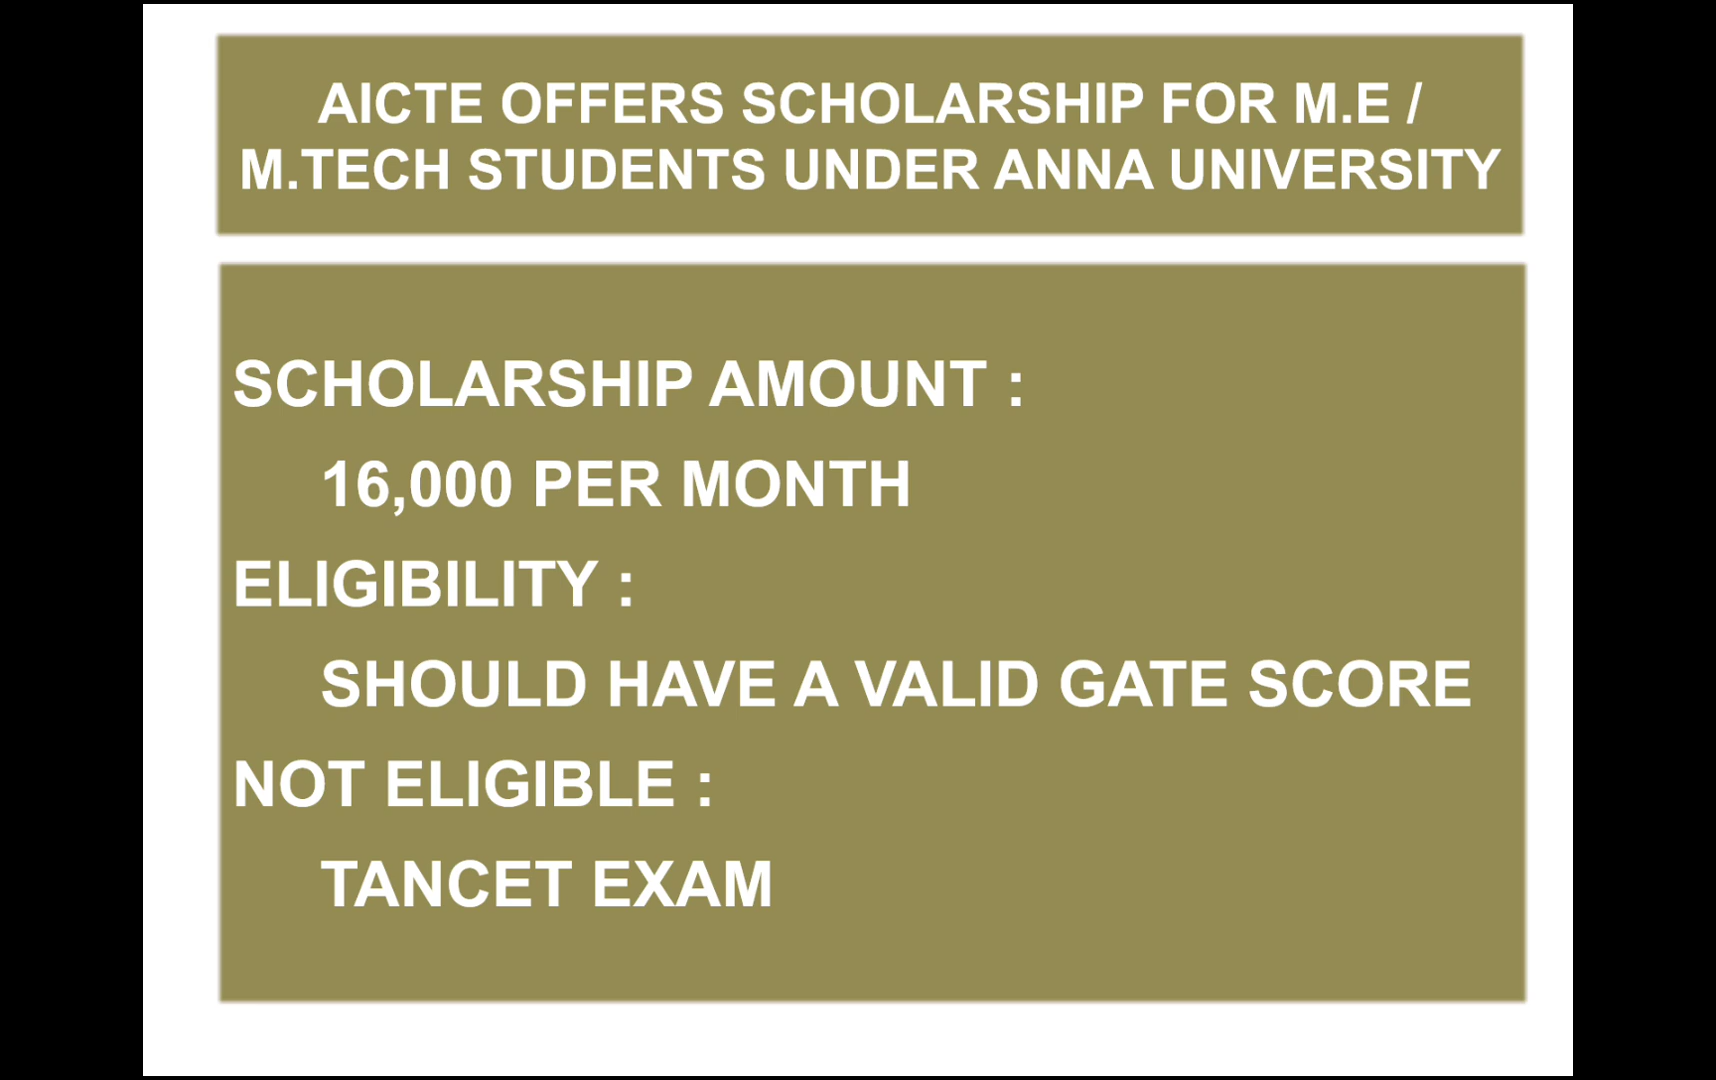 AICTE OFFERS SCHOLARSHIP FOR M.E /
M.TECH STUDENTS UNDER ANNA UNIVERSITY
SCHOLARSHIP AMOUNT :
16,000 PER MONTH
ELIGIBILITY :
SHOULD HAVE A VALID GATE SCORE
NOT ELIGIBLE :
TANCET EXAM